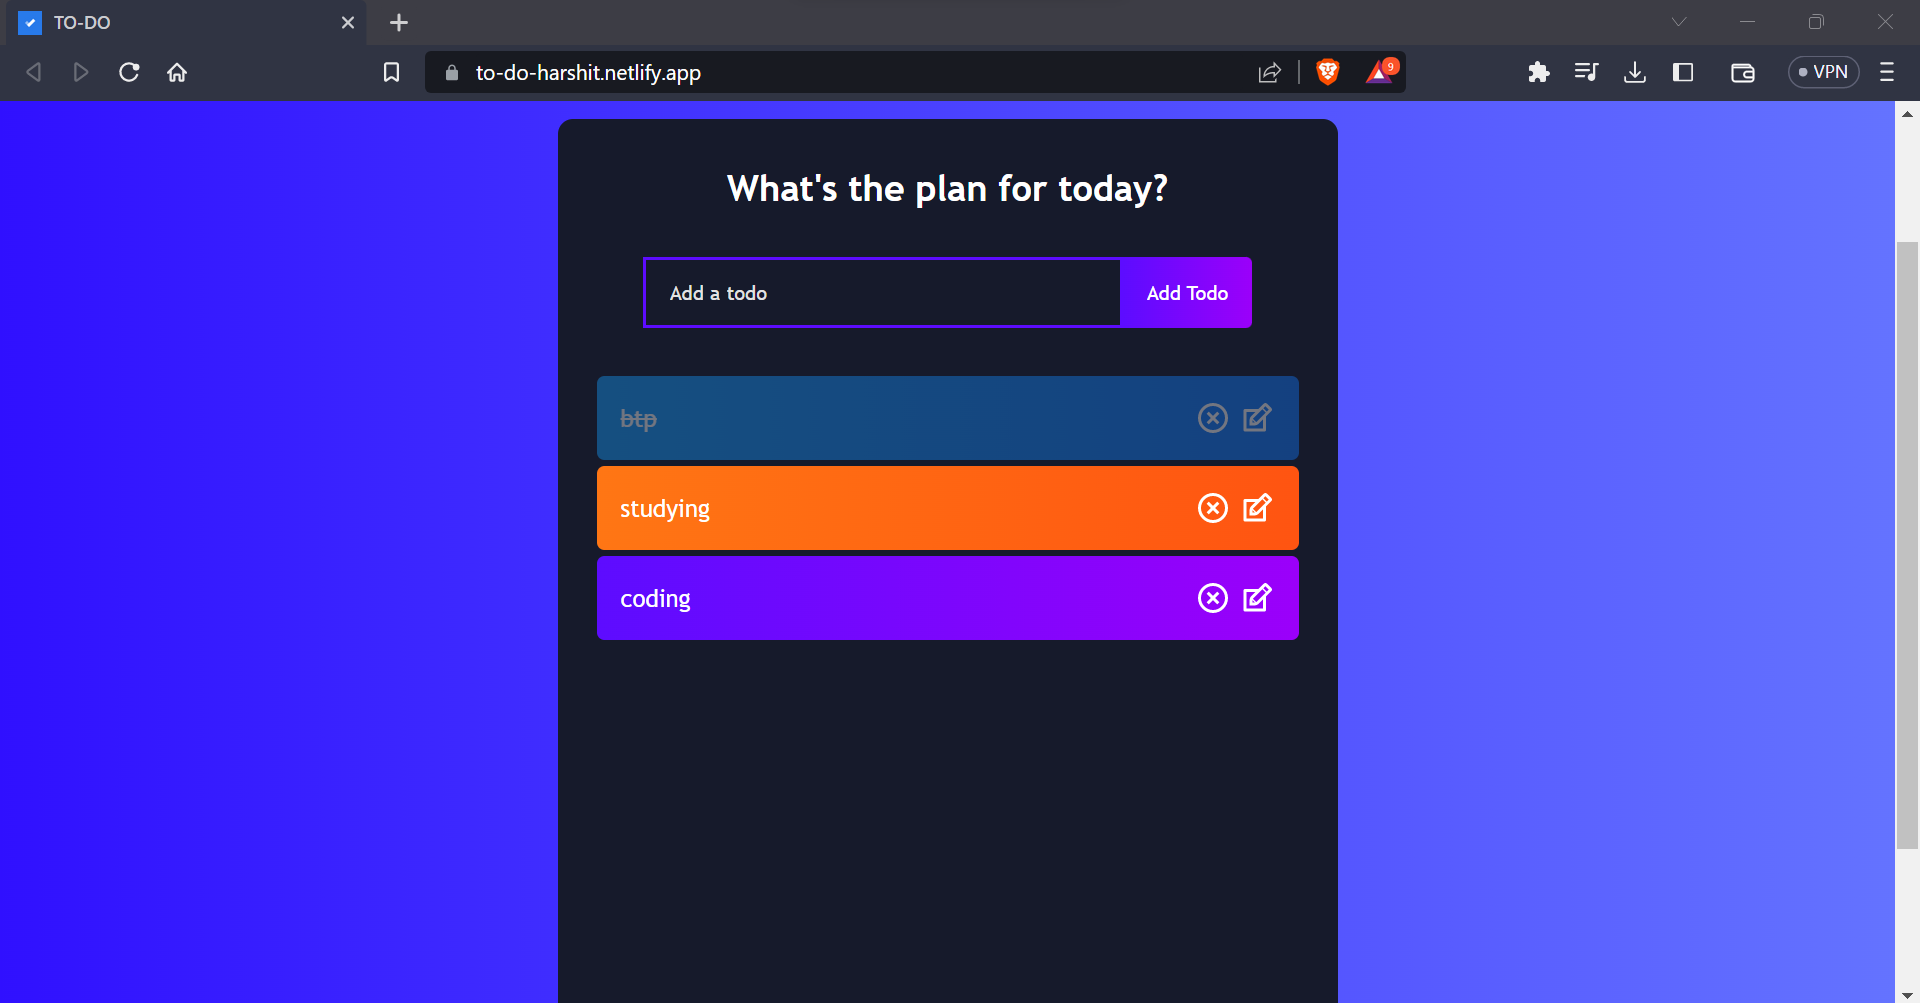 TO-DO
to-do-harshit.netlify.app
9
VPN
What's the plan for today?
Add a todo
Add Todo
btp
studying
coding